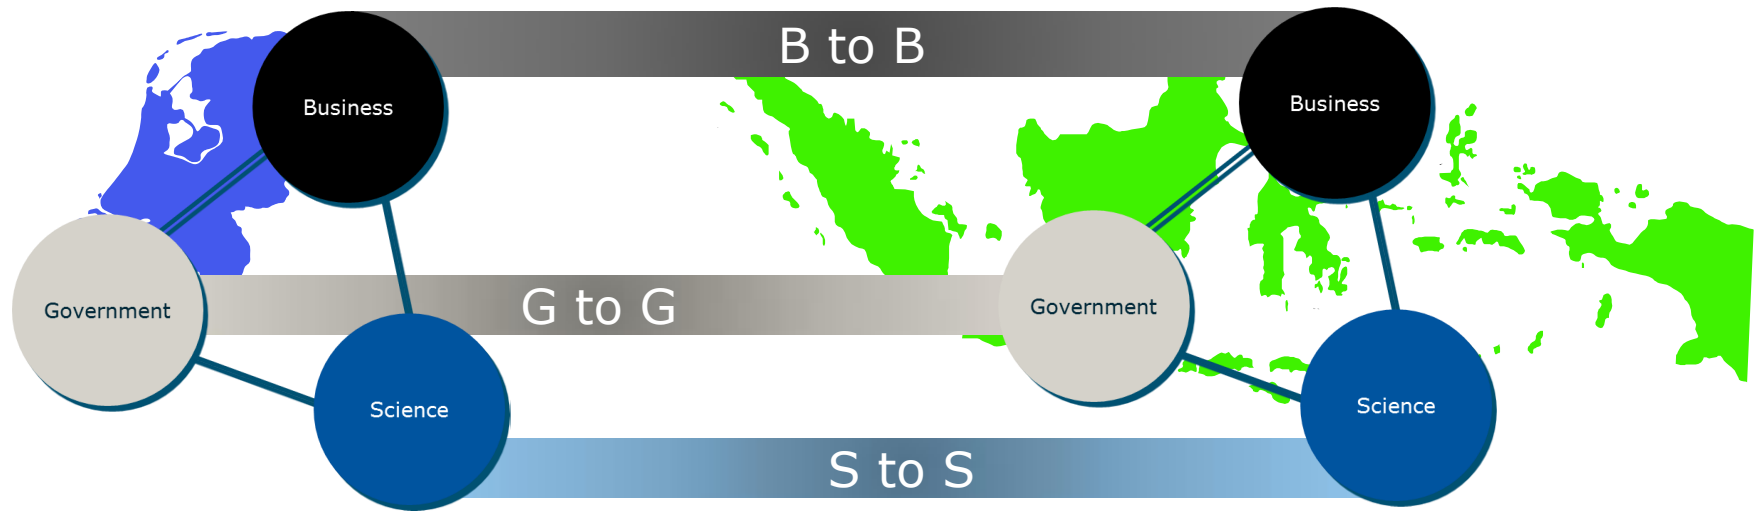 B to B
Business
Business
Government
G to G
Government
Science
Science
S to S